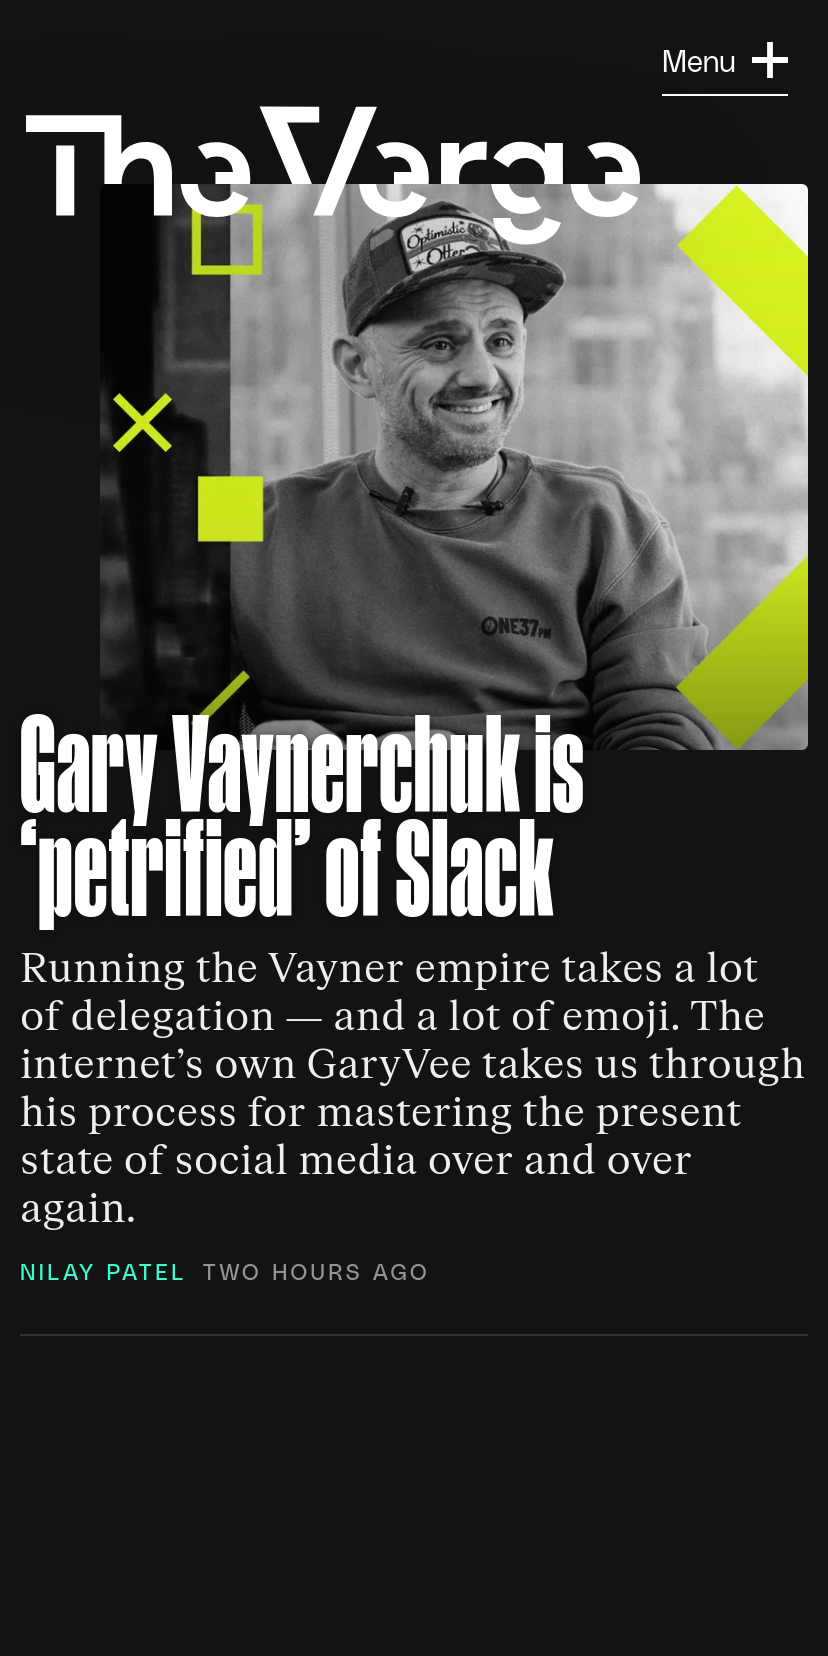 Menu
The Verge
Optimistic
Otter
ONE37PM
Gary Vaynerchuk is
‘petrified’ of Slack
Running the Vayner empire takes a lot
of delegation — and a lot of emoji. The
internet’s own GaryVee takes us through
his process for mastering the present
state of social media over and over
again.
NILAY PATEL TWO HOURS AGO